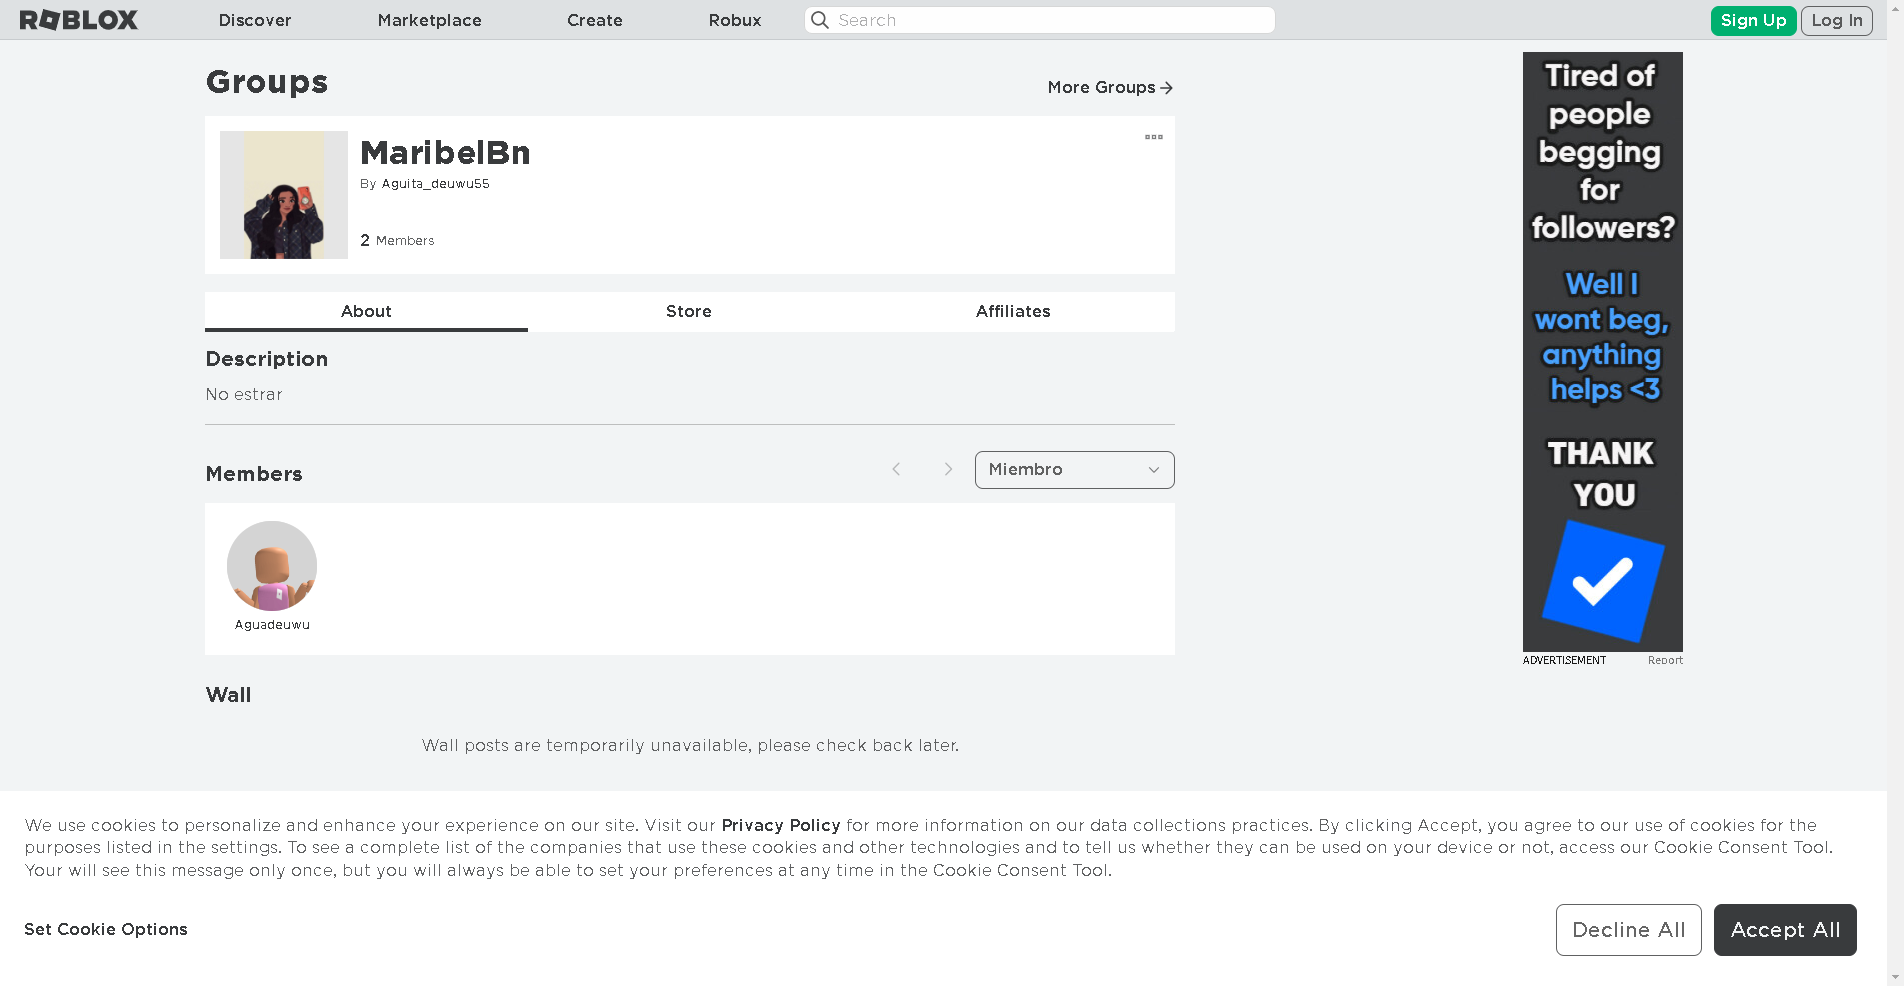 ROBLOX
Discover
Marketplace
Create
Robux
Search
Sign Up
Log In
Groups
More Groups
MaribelBn
By Aguita_deuwu55
2 Members
About
Store
Affiliates
Description
No estrar
Members
Miembro
Aguadeuwu
Wall
Wall posts are temporarily unavailable, please check back later.
Tired of
people
begging
for
followers?
Well I
wont beg,
anything
helps <3
THANK
YOU
ADVERTISEMENT
Report
We use cookies to personalize and enhance your experience on our site. Visit our Privacy Policy for more information on our data collections practices. By clicking Accept, you agree to our use of cookies for the
purposes listed in the settings. To see a complete list of the companies that use these cookies and other technologies and to tell us whether they can be used on your device or not, access our Cookie Consent Tool.
Your will see this message only once, but you will always be able to set your preferences at any time in the Cookie Consent Tool.
Set Cookie Options
Decline All
Accept All